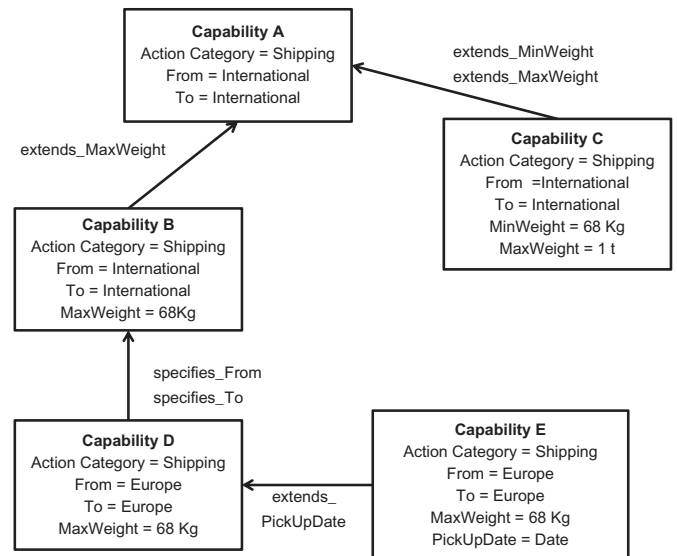 Capability A
Action Category = Shipping
From = International
To = International
extends_MinWeight
extends_MaxWeight
extends_MaxWeight
Capability C
Action Category = Shipping
From =International
To = International
MinWeight = 68 Kg
MaxWeight = 1 t
Capability B
Action Category = Shipping
From = International
To = International
MaxWeight = 68Kg
specifies_From
specifies_To
Capability D
Action Category = Shipping
From = Europe
To = Europe
MaxWeight = 68 Kg
extends_
PickUpDate
Capability E
Action Category = Shipping
From = Europe
To = Europe
MaxWeight = 68 Kg
PickUpDate = Date